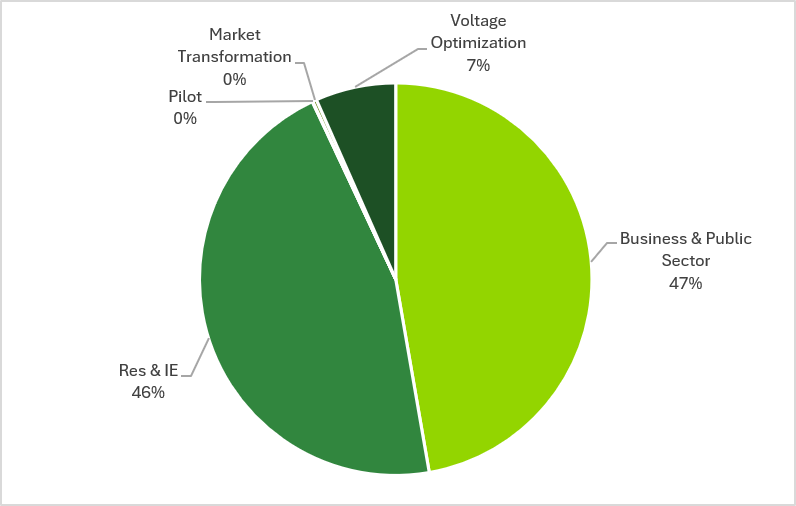 Voltage
Optimization
7%
Market
Transformation
0%
Pilot
0%
Business & Public
Sector
47%
Res & IE
46%